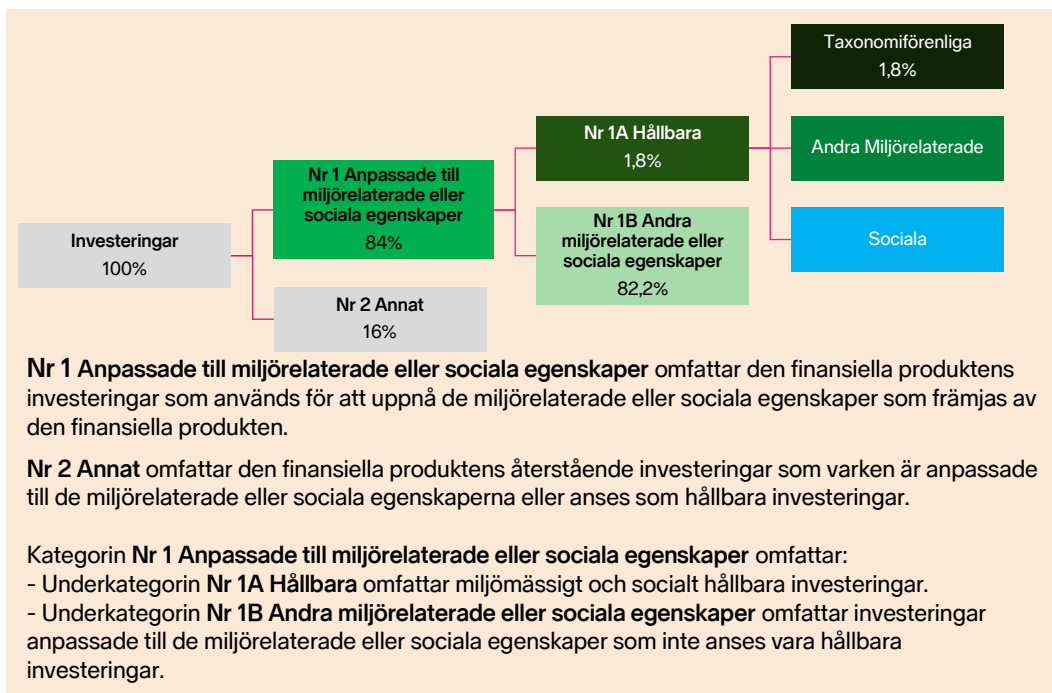 Investeringar
100%
Nr 1 Anpassade till
miljörelaterade eller
sociala egenskaper
84%
Nr 2 Annat
16%
Nr 1A Hållbara
1,8%
Nr 1B Andra
miljörelaterade eller
sociala egenskaper
82,2%
Taxonomiförenliga
1,8%
Andra Miljörelaterade
Sociala
Nr 1 Anpassade till miljörelaterade eller sociala egenskaper omfattar den finansiella produktens
investeringar som används för att uppnå de miljörelaterade eller sociala egenskaper som främjas av
den finansiella produkten.
Nr 2 Annat omfattar den finansiella produktens återstående investeringar som varken är anpassade
till de miljörelaterade eller sociala egenskaperna eller anses som hållbara investeringar.
Kategorin Nr 1 Anpassade till miljörelaterade eller sociala egenskaper omfattar:
- Underkategorin Nr 1A Hållbara omfattar miljömässigt och socialt hållbara investeringar.
- Underkategorin Nr 1B Andra miljörelaterade eller sociala egenskaper omfattar investeringar
anpassade till de miljörelaterade eller sociala egenskaper som inte anses vara hållbara
investeringar.